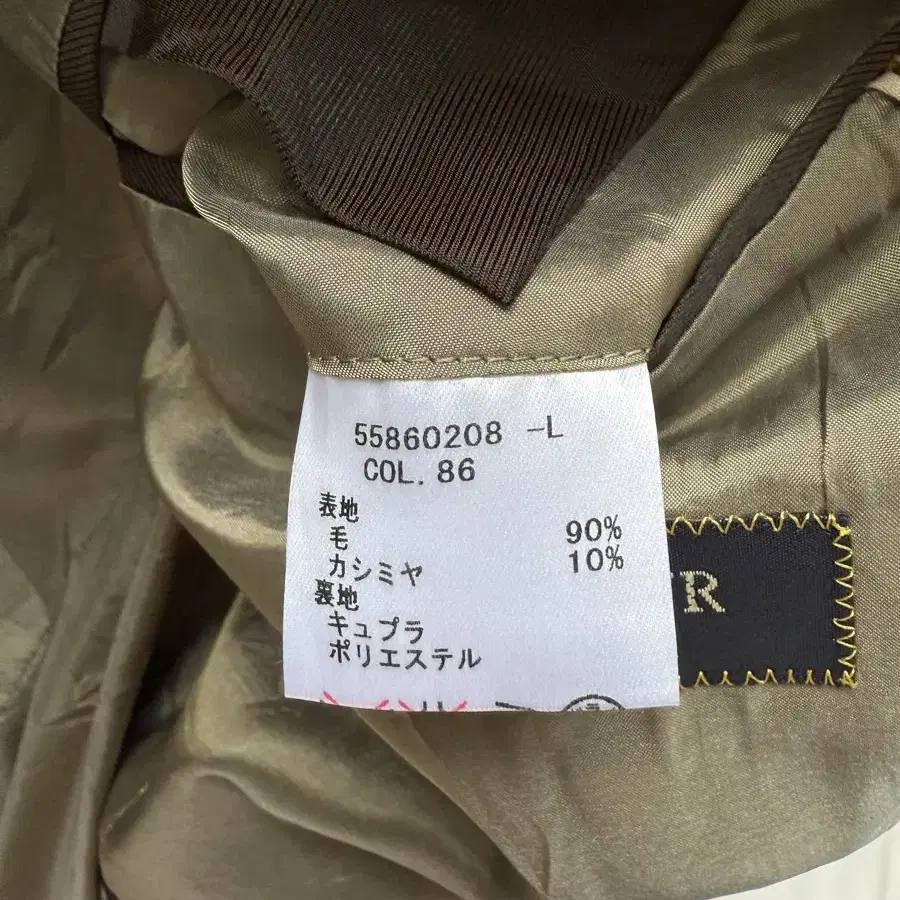 55860208 -L
COL. 86
表地
毛 90%
カシミヤ 10%
裏地
キュプラ
ポリエステル
R